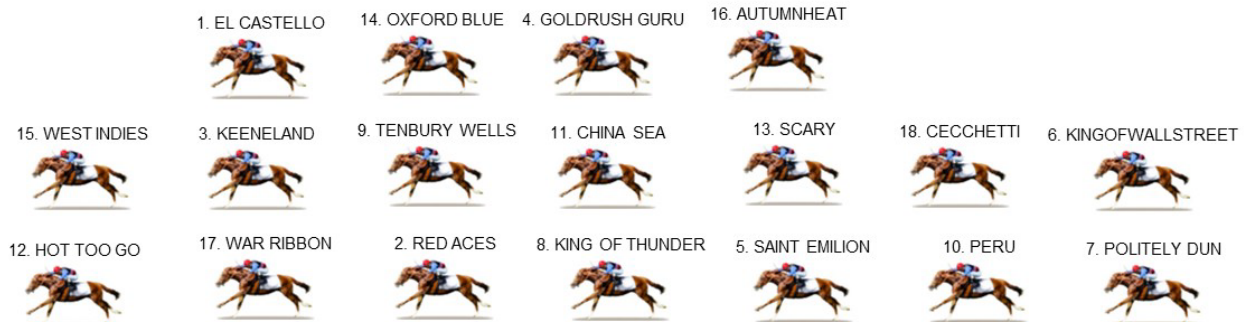 1. EL CASTELLO 14. OXFORD BLUE 4. GOLDRUSH GURU 16. AUTUMNHEAT
15. WEST INDIES 3. KEENELAND 9. TENBURY WELLS 11. CHINA SEA 13. SCARY 18. CECCHETTI 6. KINGOFWALLSTREET
12. HOT TOO GO 17. WAR RIBBON 2. RED ACES 8. KING OF THUNDER 5. SAINT EMILION 10. PERU 7. POLITELY DUN